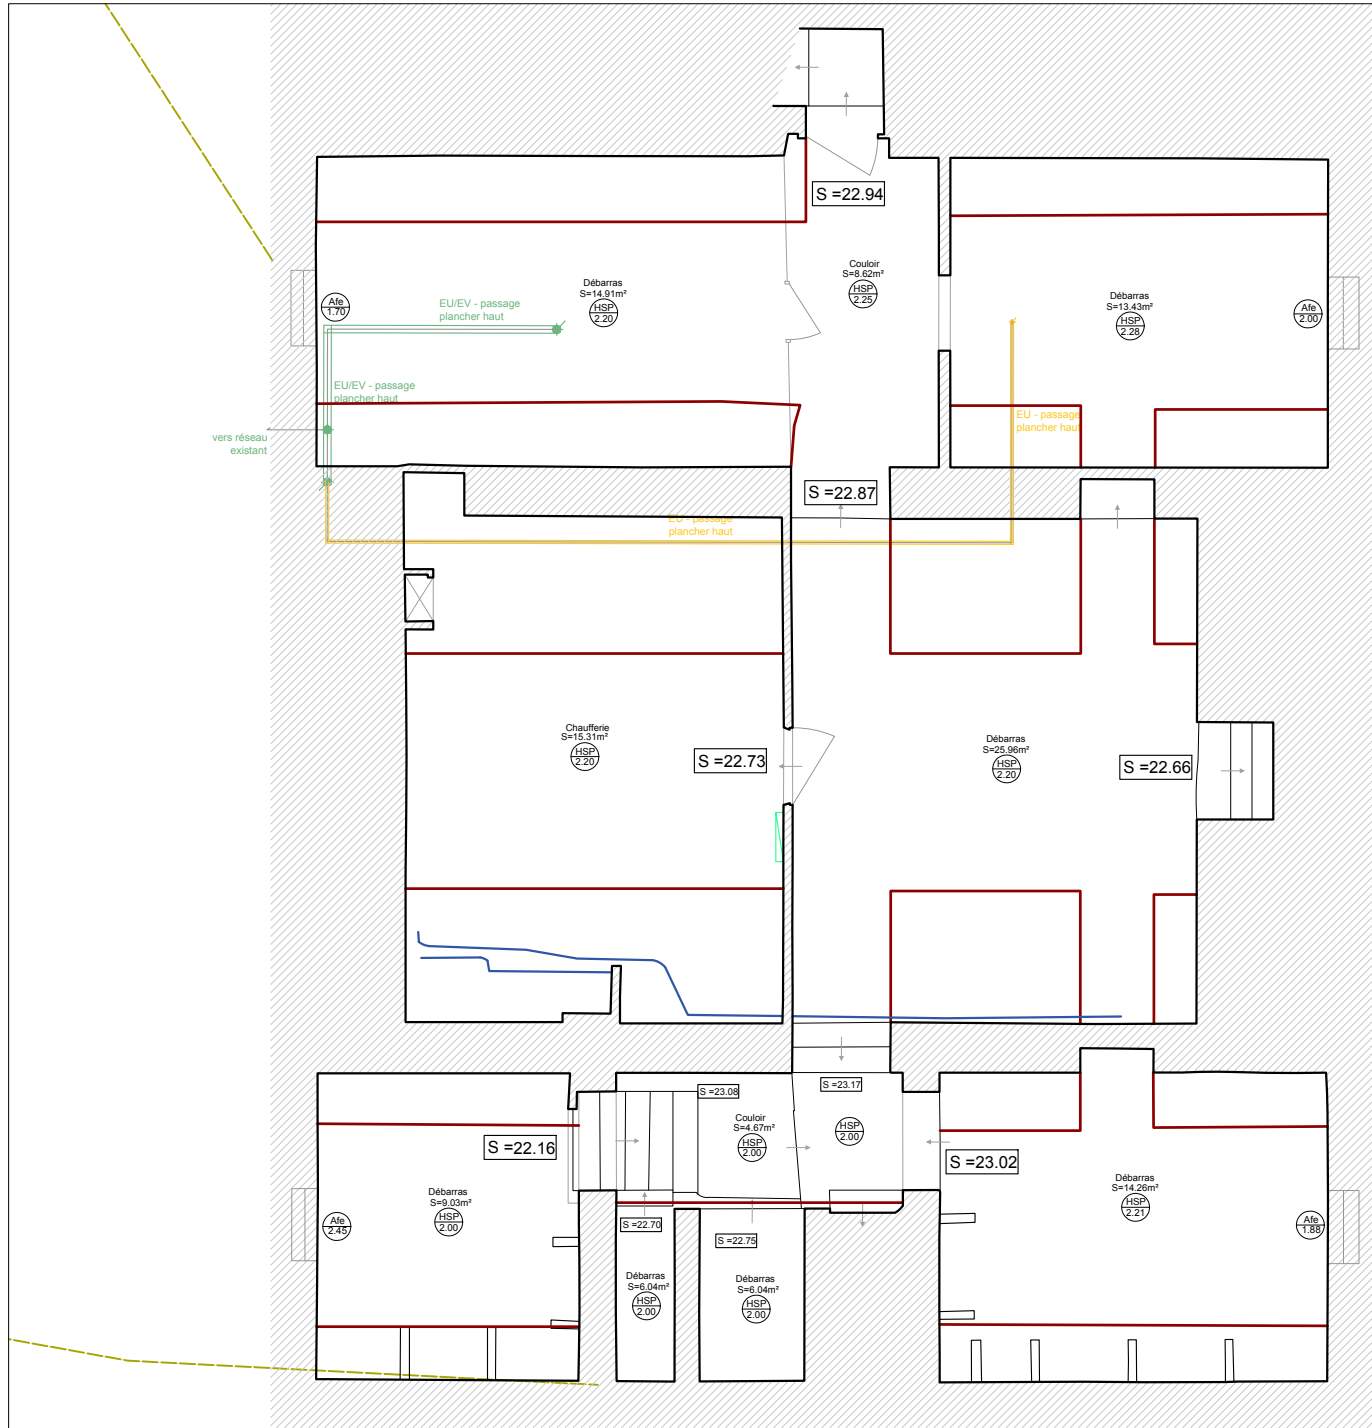 S =22.94
Couloir
S=8.62m²
HSP
2.25
Débarras
S=14.91m²
HSP
2.20
Débarras
S=13.43m²
HSP
2.28
Afe
1.70
Afe
2.00
EU/EV - passage
plancher haut
EU/EV - passage
plancher haut
vers réseau
existant
EU - passage
plancher haut
S =22.87
EU - passage
plancher haut
Chaufferie
S=15.31m²
HSP
2.20
S =22.73
Débarras
S=25.96m²
HSP
2.20
S =22.66
S =23.08
S =23.17
Couloir
S=4.67m²
HSP
2.00
HSP
2.00
S =22.16
S =23.02
Débarras
S=9.03m²
HSP
2.00
Débarras
S=14.26m²
HSP
2.21
Afe
2.45
Afe
1.88
S =22.70
S =22.75
Débarras
S=6.04m²
HSP
2.00
Débarras
S=6.04m²
HSP
2.00